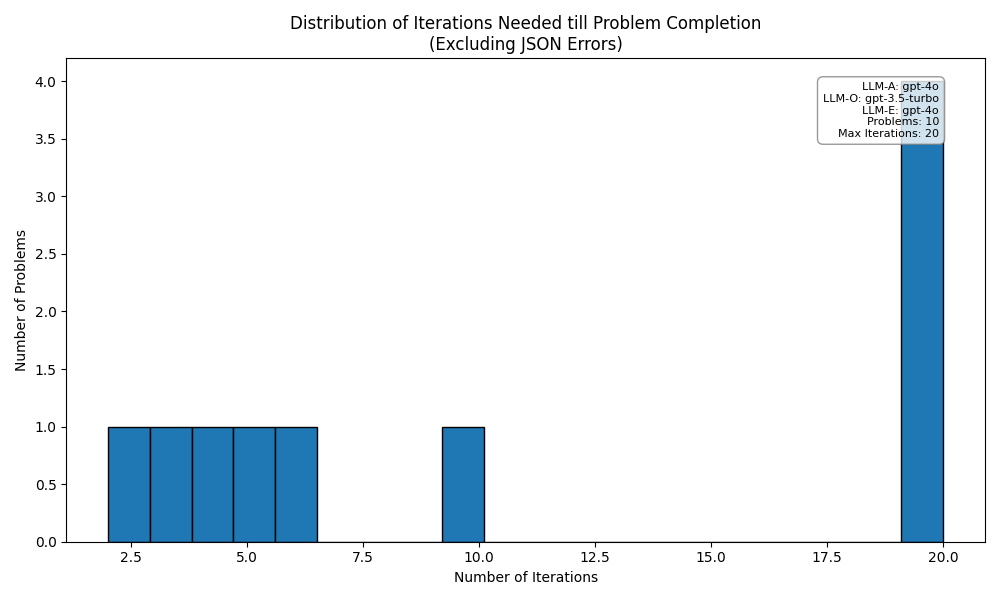 Distribution of Iterations Needed till Problem Completion
(Excluding JSON Errors)
LLM-A: gpt-4o
LLM-O: gpt-3.5-turbo
LLM-E: gpt-4o
Problems: 10
Max Iterations: 20
Number of Problems
4.0
3.5
3.0
2.5
2.0
1.5
1.0
0.5
0.0
2.5 5.0 7.5 10.0 12.5 15.0 17.5 20.0
Number of Iterations